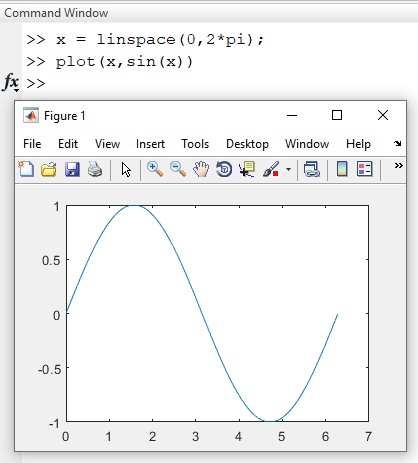 Command Window
>> x = linspace(0,2*pi);
>> plot(x,sin(x))
fx >>
Figure 1
File Edit View Insert Tools Desktop Window Help
1
0.5
0
-0.5
-1
0 1 2 3 4 5 6 7